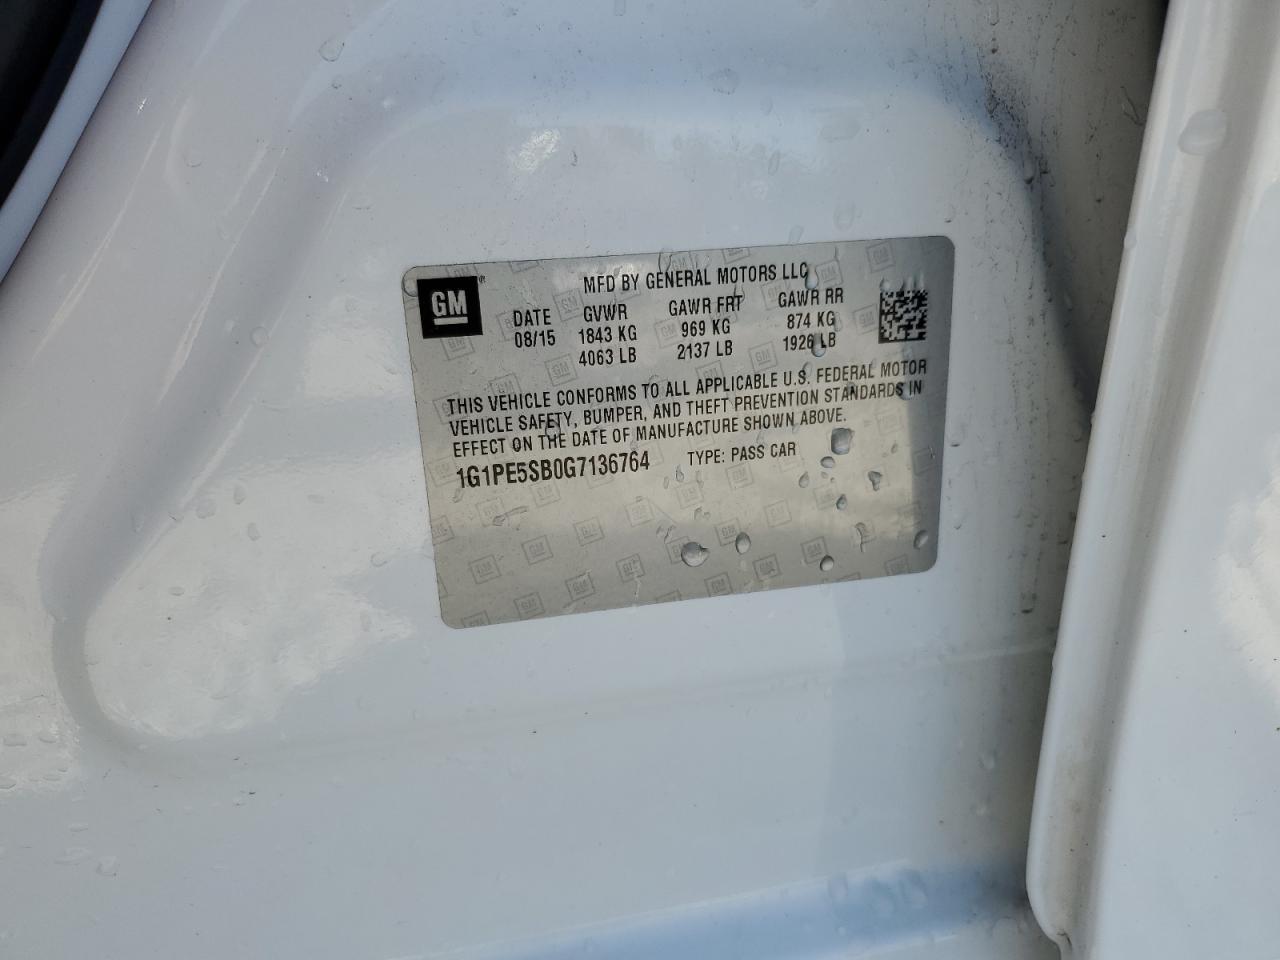 GM
MFD BY GENERAL MOTORS LLC
DATE GVWR GAWR FRT GAWR RR
08/15 1843 KG 969 KG 874 KG
4063 LB 2137 LB 1926 LB
THIS VEHICLE CONFORMS TO ALL APPLICABLE U.S. FEDERAL MOTOR
VEHICLE SAFETY, BUMPER, AND THEFT PREVENTION STANDARDS IN
EFFECT ON THE DATE OF MANUFACTURE SHOWN ABOVE.
1G1PE5SB0G7136764 TYPE: PASS CAR